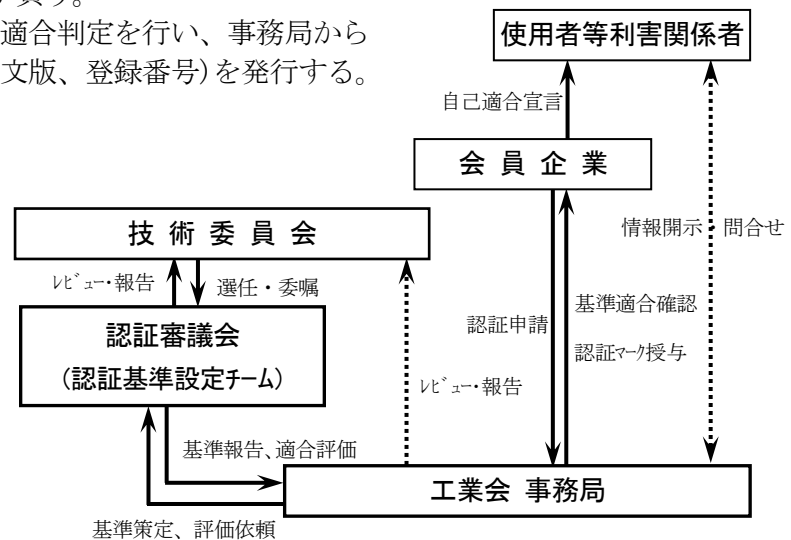 適合判定を行い、事務局から
文版、登録番号)を発行する。
使用者等利害関係者
自己適合宣言
会員企業
情報開示・問合せ
技術委員会
ﾚﾋﾞｭｰ・報告
選任・委嘱
認証審議会
(認証基準設定ﾁｰﾑ)
認証申請
基準適合確認
認証ﾏｰｸ授与
ﾚﾋﾞｭｰ・報告
基準報告、適合評価
工業会 事務局
基準策定、評価依頼